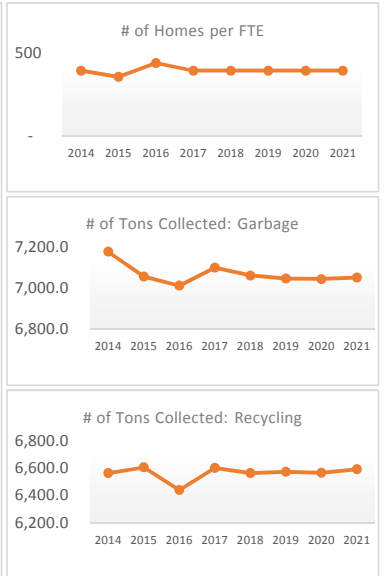 # of Homes per FTE
500
-
2014 2015 2016 2017 2018 2019 2020 2021
# of Tons Collected: Garbage
7,200.0
7,000.0
6,800.0
2014 2015 2016 2017 2018 2019 2020 2021
# of Tons Collected: Recycling
6,800.0
6,600.0
6,400.0
6,200.0
2014 2015 2016 2017 2018 2019 2020 2021